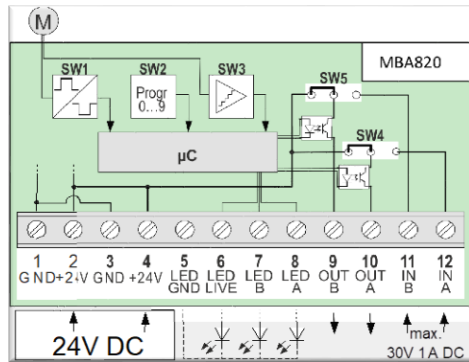 M
MBA820
SW1
SW2
SW3
SW5
Progr
0...9
SW4
µC
1 2 3 4 5 6 7 8 9 10 11 12
GND +24V GND +24V LED GND LED LIVE LED B LED A OUT B OUT A IN B IN A
24V DC
max.
30V 1A DC